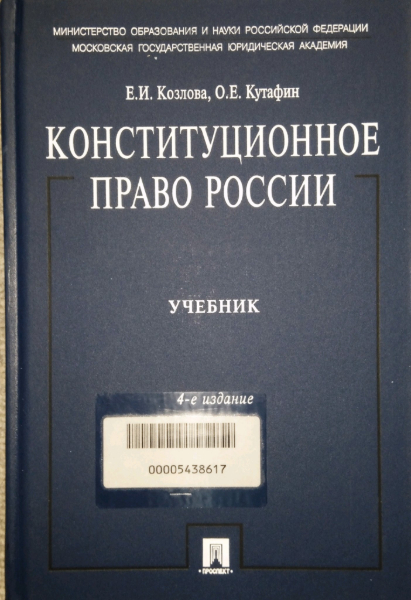 МИНИСТЕРСТВО ОБРАЗОВАНИЯ И НАУКИ РОССИЙСКОЙ ФЕДЕРАЦИИ
МОСКОВСКАЯ ГОСУДАРСТВЕННАЯ ЮРИДИЧЕСКАЯ АКАДЕМИЯ
Е.И. Козлова, О.Е. Кутафин
КОНСТИТУЦИОННОЕ
ПРАВО РОССИИ
УЧЕБНИК
4-е издание
00005438617
•ПРОСПЕКТ•